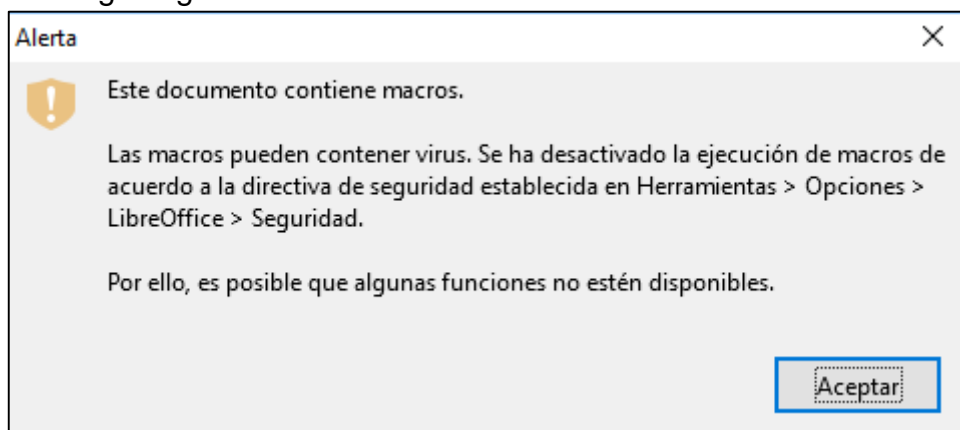 Alerta
Este documento contiene macros.
Las macros pueden contener virus. Se ha desactivado la ejecución de macros de
acuerdo a la directiva de seguridad establecida en Herramientas > Opciones >
LibreOffice > Seguridad.
Por ello, es posible que algunas funciones no estén disponibles.
Aceptar